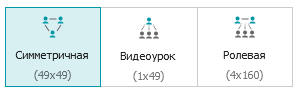 Симметричная
(49x49)
Видеоурок
(1x49)
Ролевая
(4x160)